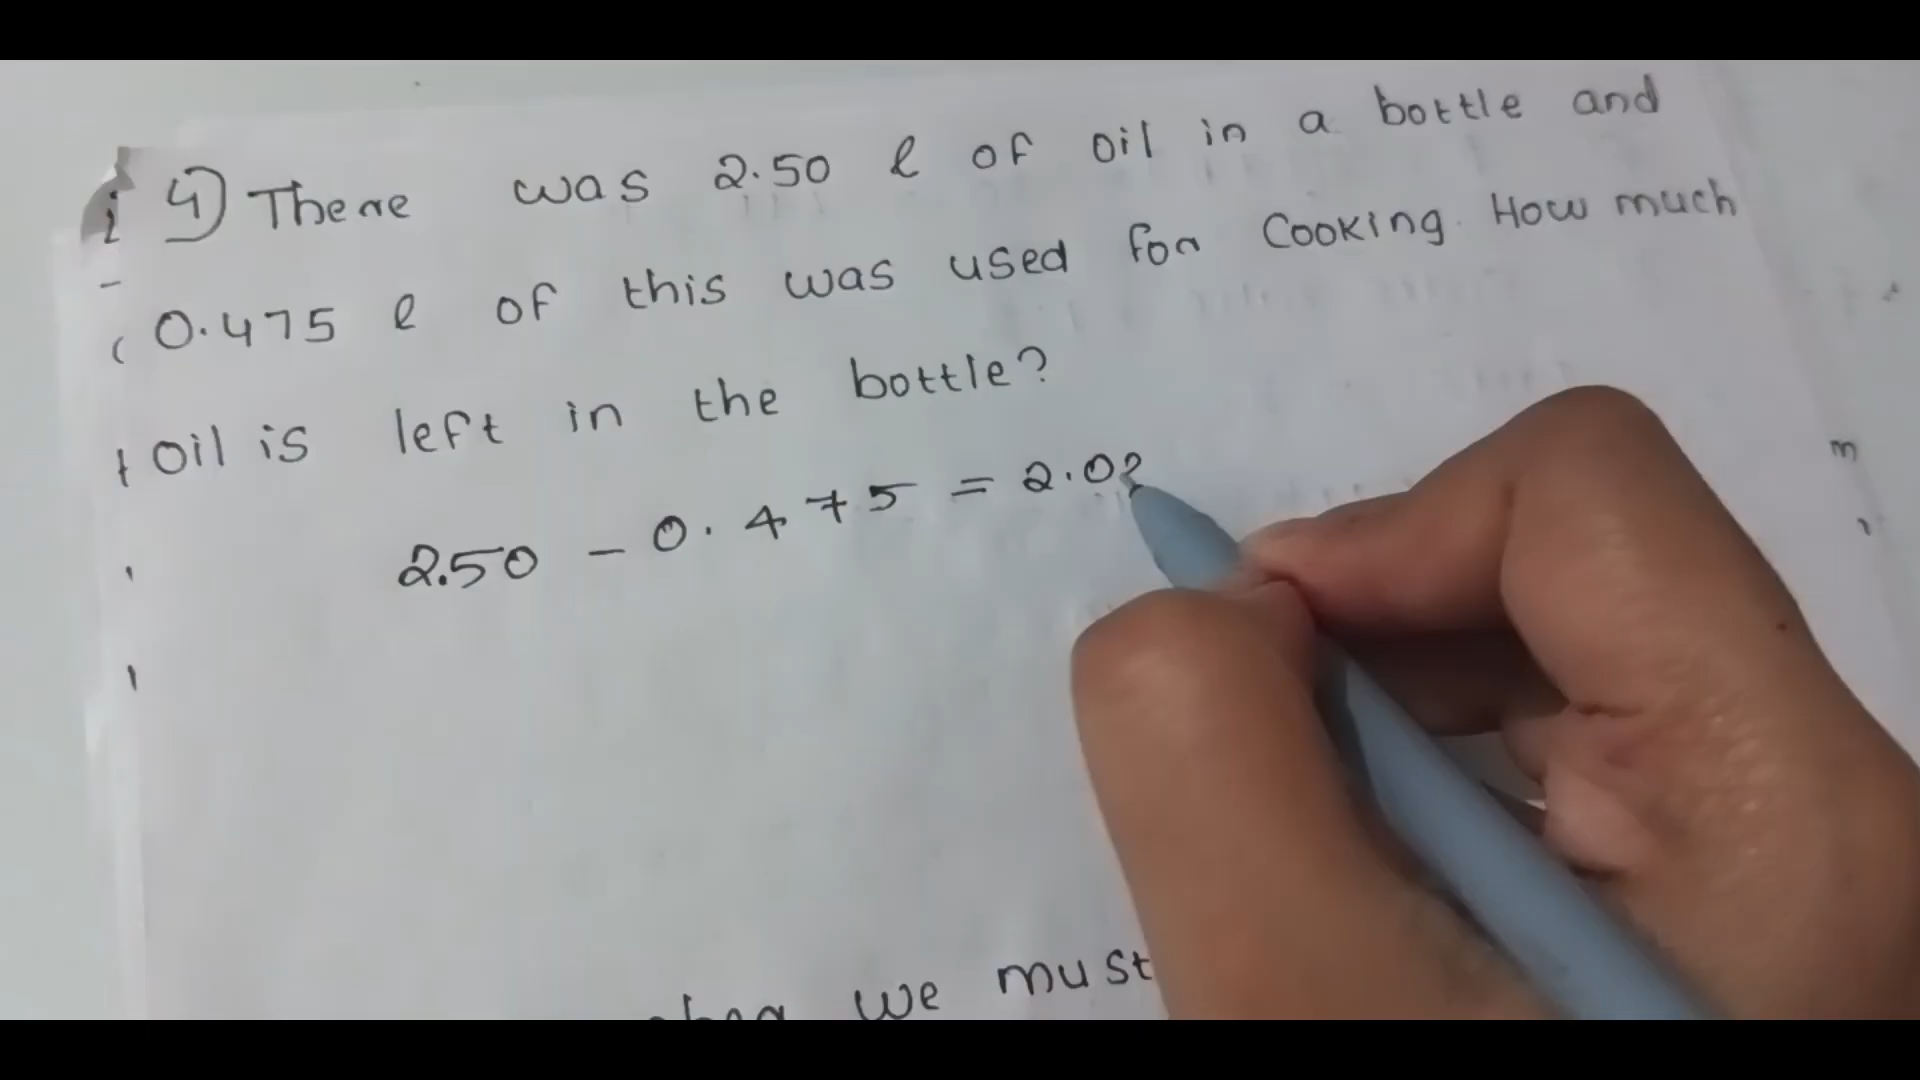 4) There was 2.50 l of oil in a bottle and
0.475 l of this was used for Cooking. How much
oil is left in the bottle?
2.50 - 0.475 = 2.02
we must